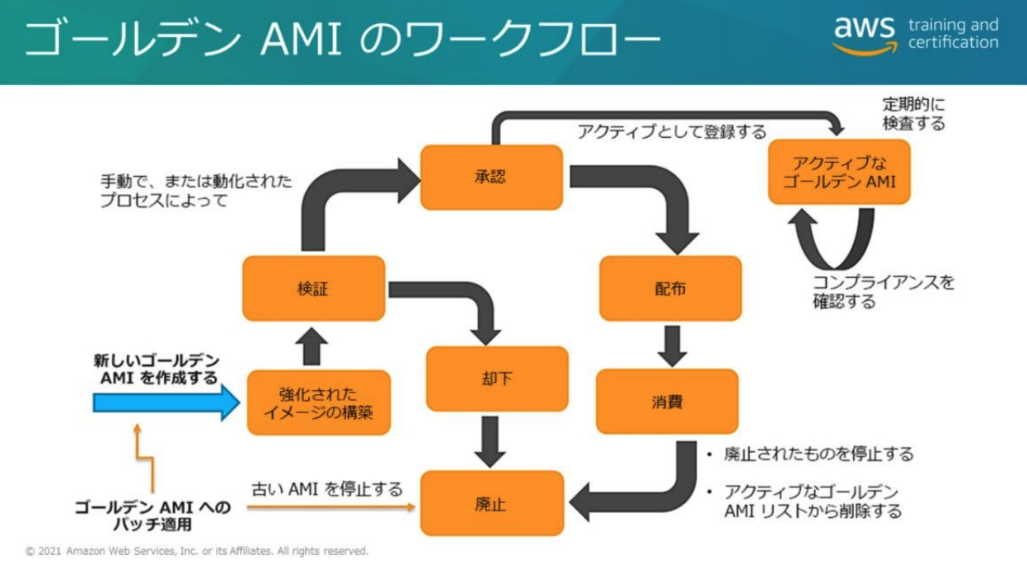 ゴールデン AMI のワークフロー
aws training and
certification
定期的に
検査する
アクティブとして登録する
承認
アクティブな
ゴールデン AMI
手動で、または動化された
プロセスによって
検証
配布
コンプライアンスを
確認する
新しいゴールデン
AMI を作成する
強化された
イメージの構築
却下
消費
廃止
• 廃止されたものを停止する
• アクティブなゴールデン
AMI リストから削除する
古い AMI を停止する
ゴールデン AMI への
パッチ適用
© 2021 Amazon Web Services, Inc. or its Affiliates. All rights reserved.